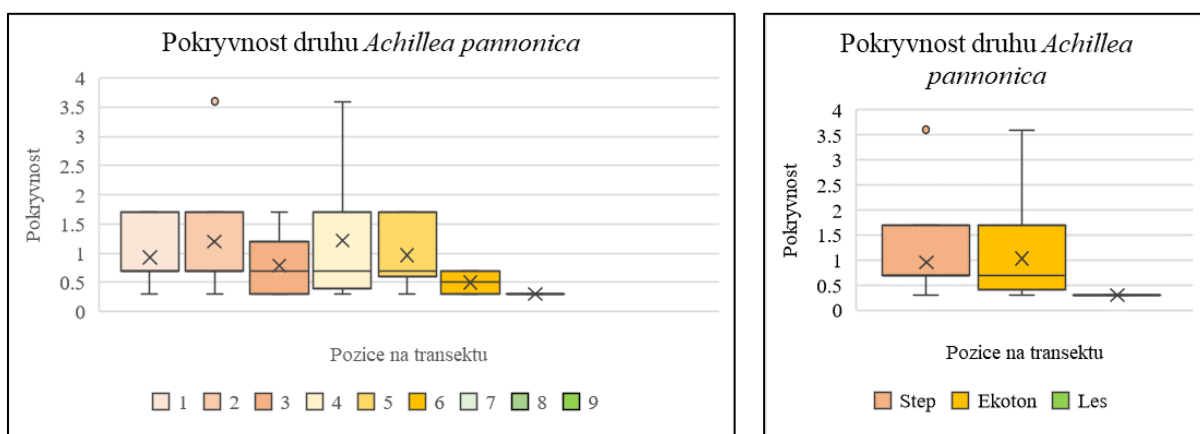 Pokryvnost druhu Achillea pannonica
4
3.5
3
2.5
2
1.5
1
0.5
0
Pokryvnost
Pozice na transektu
1 2 3 4 5 6 7 8 9
Pokryvnost druhu Achillea
pannonica
4
3.5
3
2.5
2
1.5
1
0.5
0
Pokryvnost
Pozice na transektu
Step Ekoton Les